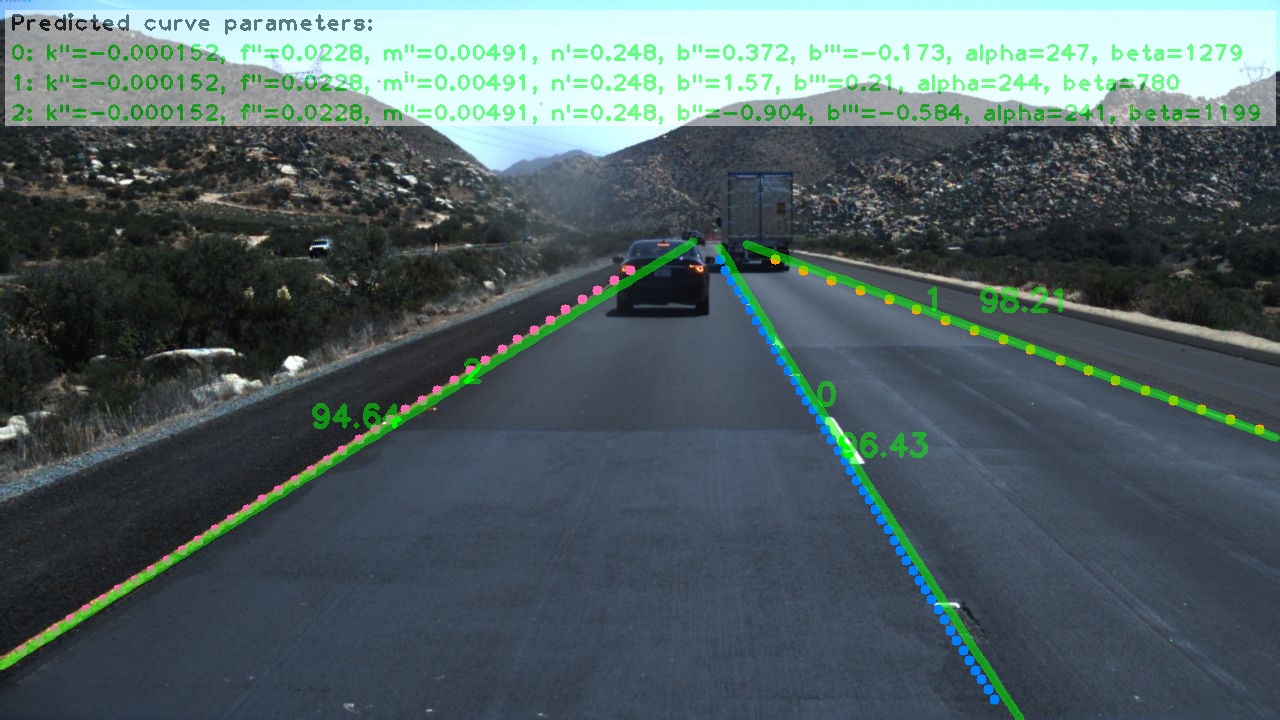 Predicted curve parameters:
0: k"=-0.000152, f"=0.0228, m"=0.00491, n'=0.248, b"=0.372, b'''=-0.173, alpha=247, beta=1279
1: k"=-0.000152, f"=0.0228, m"=0.00491, n'=0.248, b"=1.57, b'''=0.21, alpha=244, beta=780
2: k"=-0.000152, f"=0.0228, m"=0.00491, n'=0.248, b"=-0.904, b'''=-0.584, alpha=241, beta=1199
1 98.21
2
0
94.64
96.43